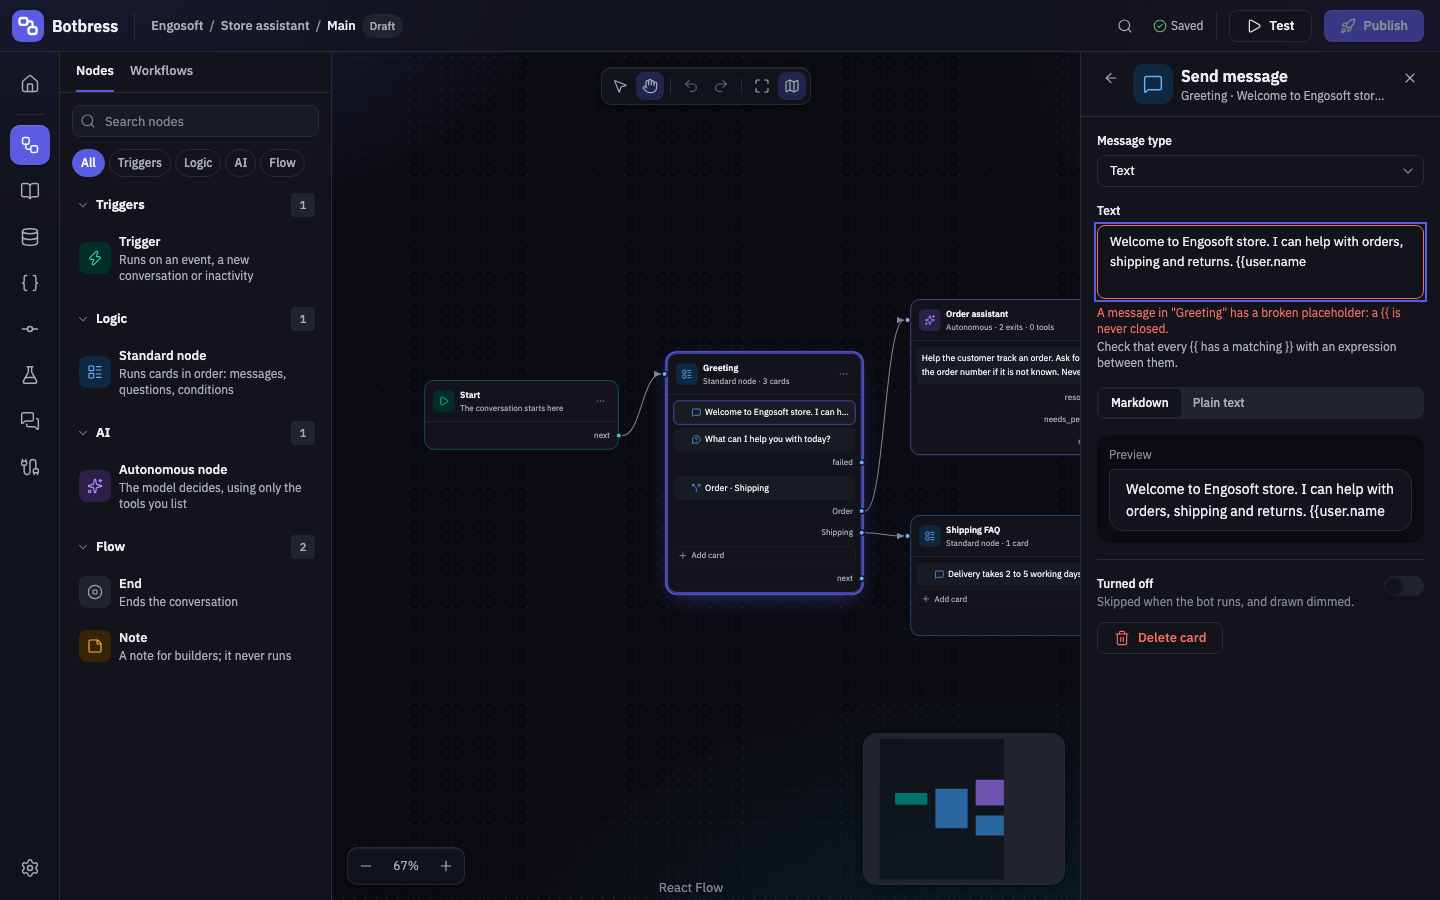 Botbress
Engosoft / Store assistant / Main Draft
Saved
Test
Publish
Nodes Workflows
Search nodes
All Triggers Logic AI Flow
Triggers 1
Trigger
Runs on an event, a new
conversation or inactivity
Logic 1
Standard node
Runs cards in order: messages,
questions, conditions
AI 1
Autonomous node
The model decides, using only the
tools you list
Flow 2
End
Ends the conversation
Note
A note for builders; it never runs
Start
The conversation starts here
next
Greeting
Standard node · 3 cards
Welcome to Engosoft store. I can h...
What can I help you with today?
failed
Order · Shipping
Order
Shipping
Add card
next
Order assistant
Autonomous · 2 exits · 0 tools
Help the customer track an order. Ask fo
the order number if it is not known. Neve
reso
needs_pe
Shipping FAQ
Standard node · 1 card
Delivery takes 2 to 5 working days
Add card
67%
React Flow
Send message
Greeting · Welcome to Engosoft stor...
Message type
Text
Text
Welcome to Engosoft store. I can help with orders,
shipping and returns. {{user.name
A message in "Greeting" has a broken placeholder: a {{ is
never closed.
Check that every {{ has a matching }} with an expression
between them.
Markdown Plain text
Preview
Welcome to Engosoft store. I can help with
orders, shipping and returns. {{user.name
Turned off
Skipped when the bot runs, and drawn dimmed.
Delete card